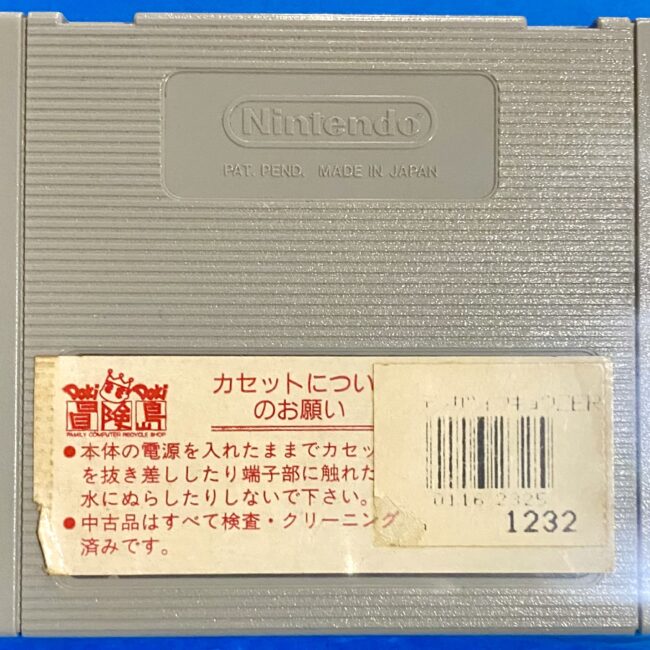 Nintendo
PAT. PEND. MADE IN JAPAN
Doki Doki
冒険島
FAMILY COMPUTER RECYCLE SHOP
カセットについ
のお願い
●本体の電源を入れたままでカセッ
を抜き差ししたり端子部に触れた
水にぬらしたりしないで下さい。
●中古品はすべて検査・クリーニング
済みです。
0116 2325
1232